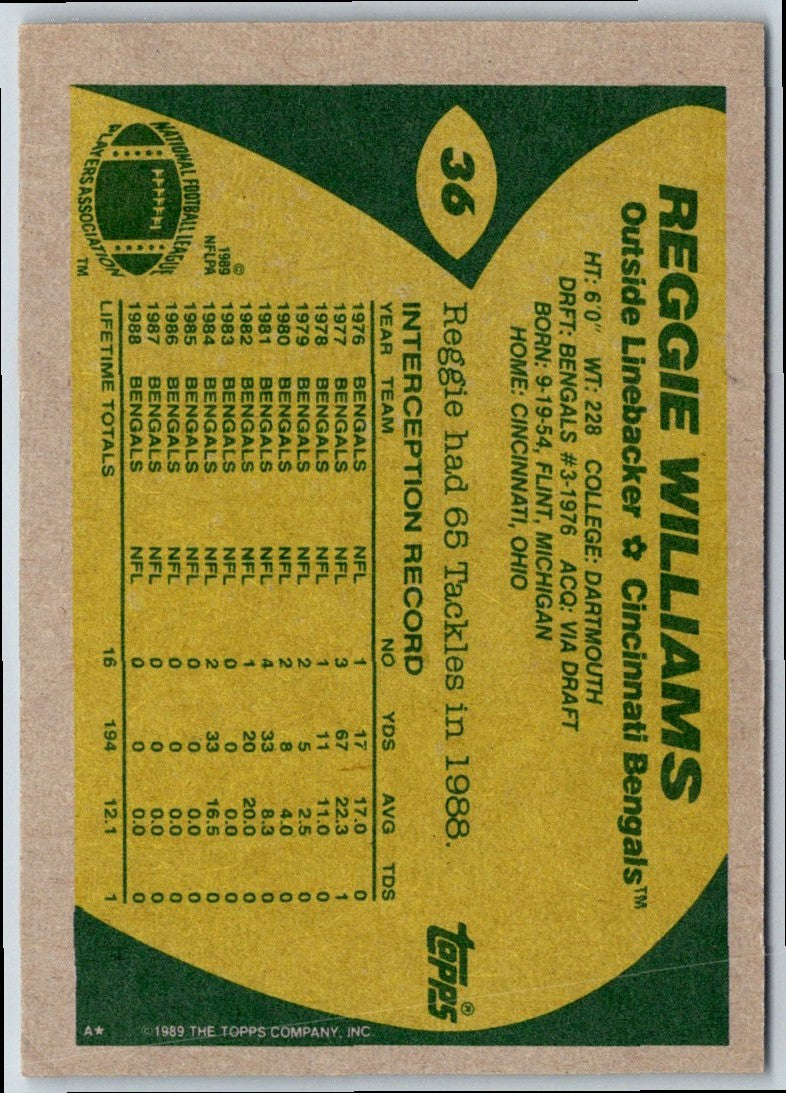 36
REGGIE WILLIAMS
Outside Linebacker ✿ Cincinnati Bengals™
HT: 6'0" WT: 228 COLLEGE: DARTMOUTH
DRFT: BENGALS #3-1976 ACQ: VIA DRAFT
BORN: 9-19-54, FLINT, MICHIGAN
HOME: CINCINNATI, OHIO
Reggie had 65 Tackles in 1988.
topps®
INTERCEPTION RECORD
YEAR TEAM NO YDS AVG TDS
1976 BENGALS NFL 1 17 17.0 0
1977 BENGALS NFL 3 67 22.3 1
1978 BENGALS NFL 1 11 11.0 0
1979 BENGALS NFL 2 5 2.5 0
1980 BENGALS NFL 2 8 4.0 0
1981 BENGALS NFL 4 33 8.3 0
1982 BENGALS NFL 1 20 20.0 0
1983 BENGALS NFL 0 0 0.0 0
1984 BENGALS NFL 2 33 16.5 0
1985 BENGALS NFL 0 0 0.0 0
1986 BENGALS NFL 0 0 0.0 0
1987 BENGALS NFL 0 0 0.0 0
1988 BENGALS NFL 0 0 0.0 0
LIFETIME TOTALS 16 194 12.1 1
©
1989
NFLPA
NATIONAL FOOTBALL LEAGUE
PLAYERS ASSOCIATION
TM
A★ ©1989 THE TOPPS COMPANY, INC